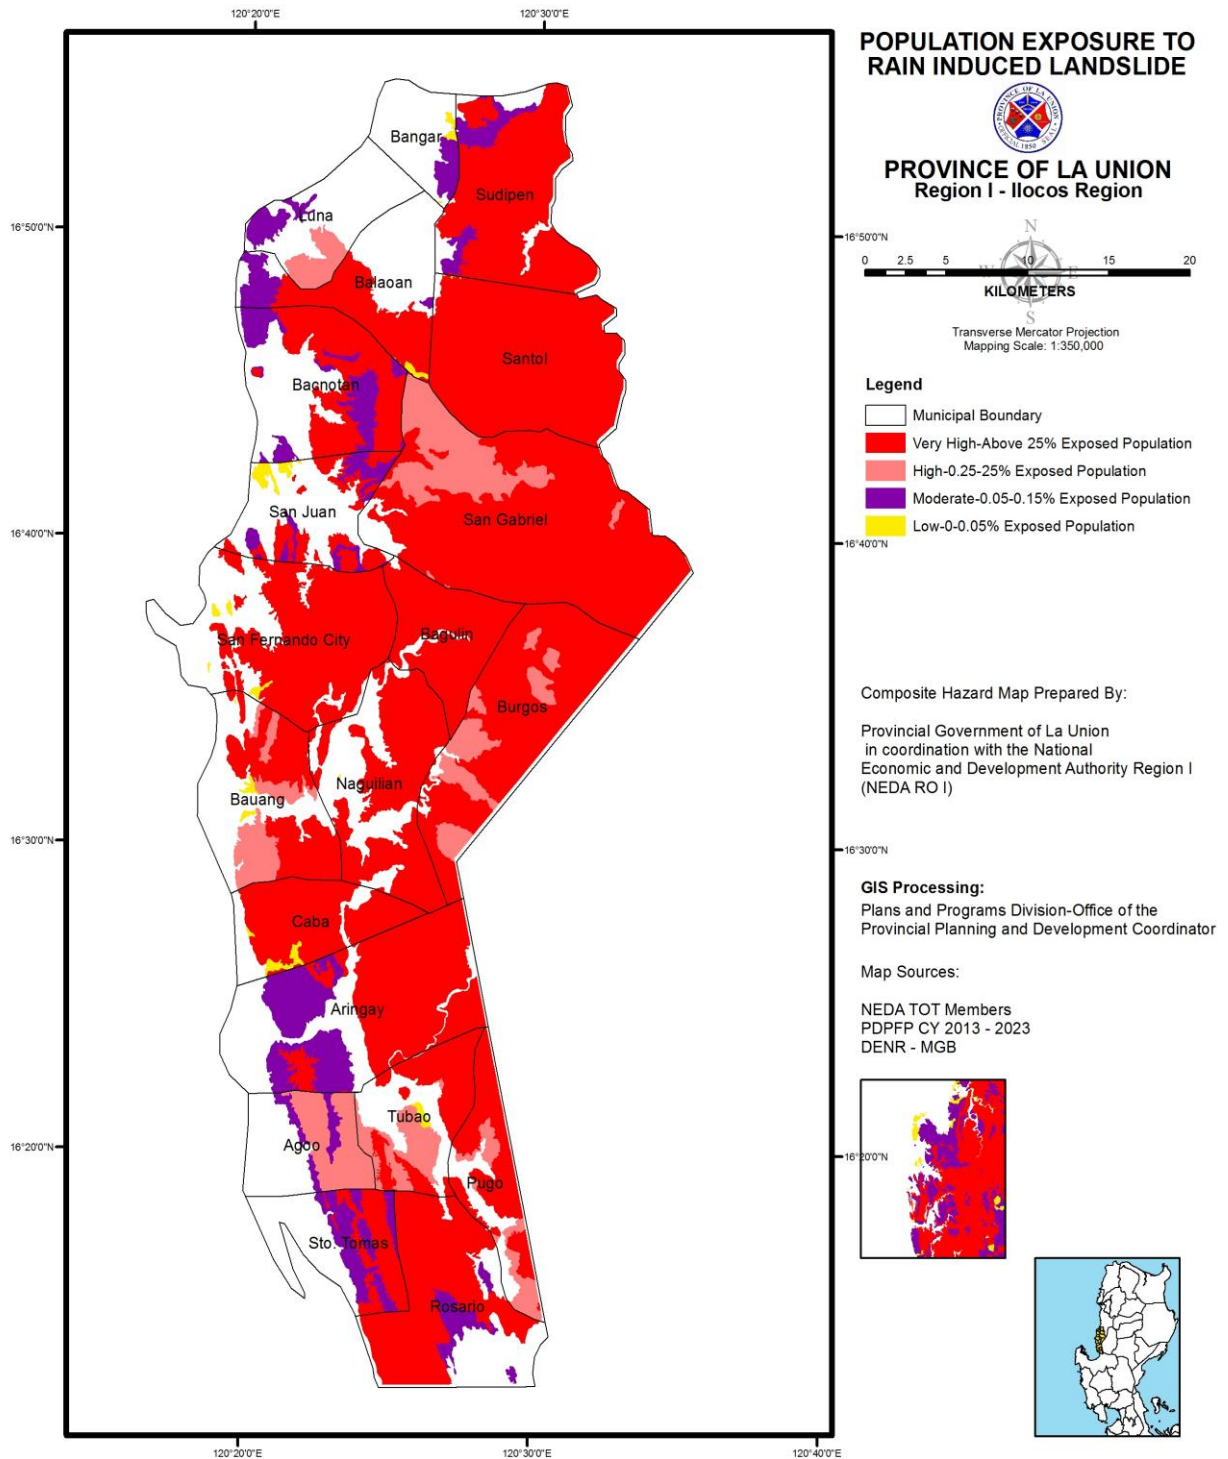 120°20'0"E
120°30'0"E
POPULATION EXPOSURE TO
RAIN INDUCED LANDSLIDE
PROVINCE OF LA UNION
OFFICIAL 1850 SEAL
PROVINCE OF LA UNION
Region I - Ilocos Region
N
W
E
S
0
2.5
5
10
15
20
KILOMETERS
Transverse Mercator Projection
Mapping Scale: 1:350,000
Legend
Municipal Boundary
Very High-Above 25% Exposed Population
High-0.25-25% Exposed Population
Moderate-0.05-0.15% Exposed Population
Low-0-0.05% Exposed Population
Composite Hazard Map Prepared By:
Provincial Government of La Union
in coordination with the National
Economic and Development Authority Region I
(NEDA RO I)
GIS Processing:
Plans and Programs Division-Office of the
Provincial Planning and Development Coordinator
Map Sources:
NEDA TOT Members
PDPFP CY 2013 - 2023
DENR - MGB
Bangar
Sudipen
Luna
Balaoan
Santol
Bacnotan
San Juan
San Gabriel
San Fernando City
Bagulin
Burgos
Naguilian
Bauang
Caba
Aringay
Tubao
Agoo
Pugo
Sto. Tomas
Rosario
16°50'0"N
16°40'0"N
16°30'0"N
16°20'0"N
16°50'0"N
16°40'0"N
16°30'0"N
16°20'0"N
120°20'0"E
120°30'0"E
120°40'0"E